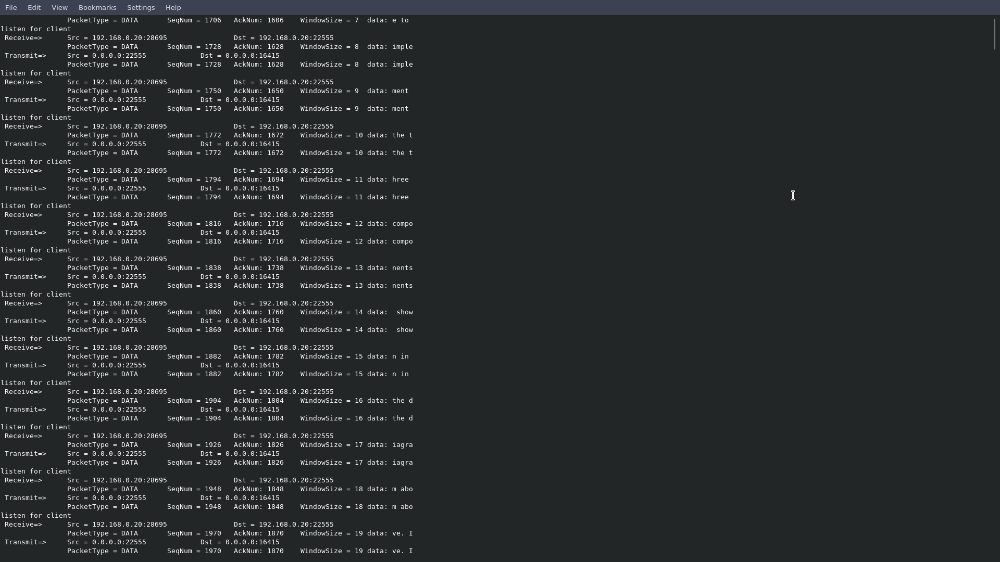 File Edit View Bookmarks Settings Help
PacketType = DATA SeqNum = 1706 AckNum: 1606 WindowSize = 7 data: e to
listen for client
Receive=> Src = 192.168.0.20:28695 Dst = 192.168.0.20:22555
PacketType = DATA SeqNum = 1728 AckNum: 1628 WindowSize = 8 data: imple
Transmit=> Src = 0.0.0.0:22555 Dst = 0.0.0.0:16415
PacketType = DATA SeqNum = 1728 AckNum: 1628 WindowSize = 8 data: imple
listen for client
Receive=> Src = 192.168.0.20:28695 Dst = 192.168.0.20:22555
PacketType = DATA SeqNum = 1750 AckNum: 1650 WindowSize = 9 data: ment
Transmit=> Src = 0.0.0.0:22555 Dst = 0.0.0.0:16415
PacketType = DATA SeqNum = 1750 AckNum: 1650 WindowSize = 9 data: ment
listen for client
Receive=> Src = 192.168.0.20:28695 Dst = 192.168.0.20:22555
PacketType = DATA SeqNum = 1772 AckNum: 1672 WindowSize = 10 data: the t
Transmit=> Src = 0.0.0.0:22555 Dst = 0.0.0.0:16415
PacketType = DATA SeqNum = 1772 AckNum: 1672 WindowSize = 10 data: the t
listen for client
Receive=> Src = 192.168.0.20:28695 Dst = 192.168.0.20:22555
PacketType = DATA SeqNum = 1794 AckNum: 1694 WindowSize = 11 data: hree
Transmit=> Src = 0.0.0.0:22555 Dst = 0.0.0.0:16415
PacketType = DATA SeqNum = 1794 AckNum: 1694 WindowSize = 11 data: hree
listen for client
Receive=> Src = 192.168.0.20:28695 Dst = 192.168.0.20:22555
PacketType = DATA SeqNum = 1816 AckNum: 1716 WindowSize = 12 data: compo
Transmit=> Src = 0.0.0.0:22555 Dst = 0.0.0.0:16415
PacketType = DATA SeqNum = 1816 AckNum: 1716 WindowSize = 12 data: compo
listen for client
Receive=> Src = 192.168.0.20:28695 Dst = 192.168.0.20:22555
PacketType = DATA SeqNum = 1838 AckNum: 1738 WindowSize = 13 data: nents
Transmit=> Src = 0.0.0.0:22555 Dst = 0.0.0.0:16415
PacketType = DATA SeqNum = 1838 AckNum: 1738 WindowSize = 13 data: nents
listen for client
Receive=> Src = 192.168.0.20:28695 Dst = 192.168.0.20:22555
PacketType = DATA SeqNum = 1860 AckNum: 1760 WindowSize = 14 data:  show
Transmit=> Src = 0.0.0.0:22555 Dst = 0.0.0.0:16415
PacketType = DATA SeqNum = 1860 AckNum: 1760 WindowSize = 14 data:  show
listen for client
Receive=> Src = 192.168.0.20:28695 Dst = 192.168.0.20:22555
PacketType = DATA SeqNum = 1882 AckNum: 1782 WindowSize = 15 data: n in
Transmit=> Src = 0.0.0.0:22555 Dst = 0.0.0.0:16415
PacketType = DATA SeqNum = 1882 AckNum: 1782 WindowSize = 15 data: n in
listen for client
Receive=> Src = 192.168.0.20:28695 Dst = 192.168.0.20:22555
PacketType = DATA SeqNum = 1904 AckNum: 1804 WindowSize = 16 data: the d
Transmit=> Src = 0.0.0.0:22555 Dst = 0.0.0.0:16415
PacketType = DATA SeqNum = 1904 AckNum: 1804 WindowSize = 16 data: the d
listen for client
Receive=> Src = 192.168.0.20:28695 Dst = 192.168.0.20:22555
PacketType = DATA SeqNum = 1926 AckNum: 1826 WindowSize = 17 data: iagra
Transmit=> Src = 0.0.0.0:22555 Dst = 0.0.0.0:16415
PacketType = DATA SeqNum = 1926 AckNum: 1826 WindowSize = 17 data: iagra
listen for client
Receive=> Src = 192.168.0.20:28695 Dst = 192.168.0.20:22555
PacketType = DATA SeqNum = 1948 AckNum: 1848 WindowSize = 18 data: m abo
Transmit=> Src = 0.0.0.0:22555 Dst = 0.0.0.0:16415
PacketType = DATA SeqNum = 1948 AckNum: 1848 WindowSize = 18 data: m abo
listen for client
Receive=> Src = 192.168.0.20:28695 Dst = 192.168.0.20:22555
PacketType = DATA SeqNum = 1970 AckNum: 1870 WindowSize = 19 data: ve. I
Transmit=> Src = 0.0.0.0:22555 Dst = 0.0.0.0:16415
PacketType = DATA SeqNum = 1970 AckNum: 1870 WindowSize = 19 data: ve. I